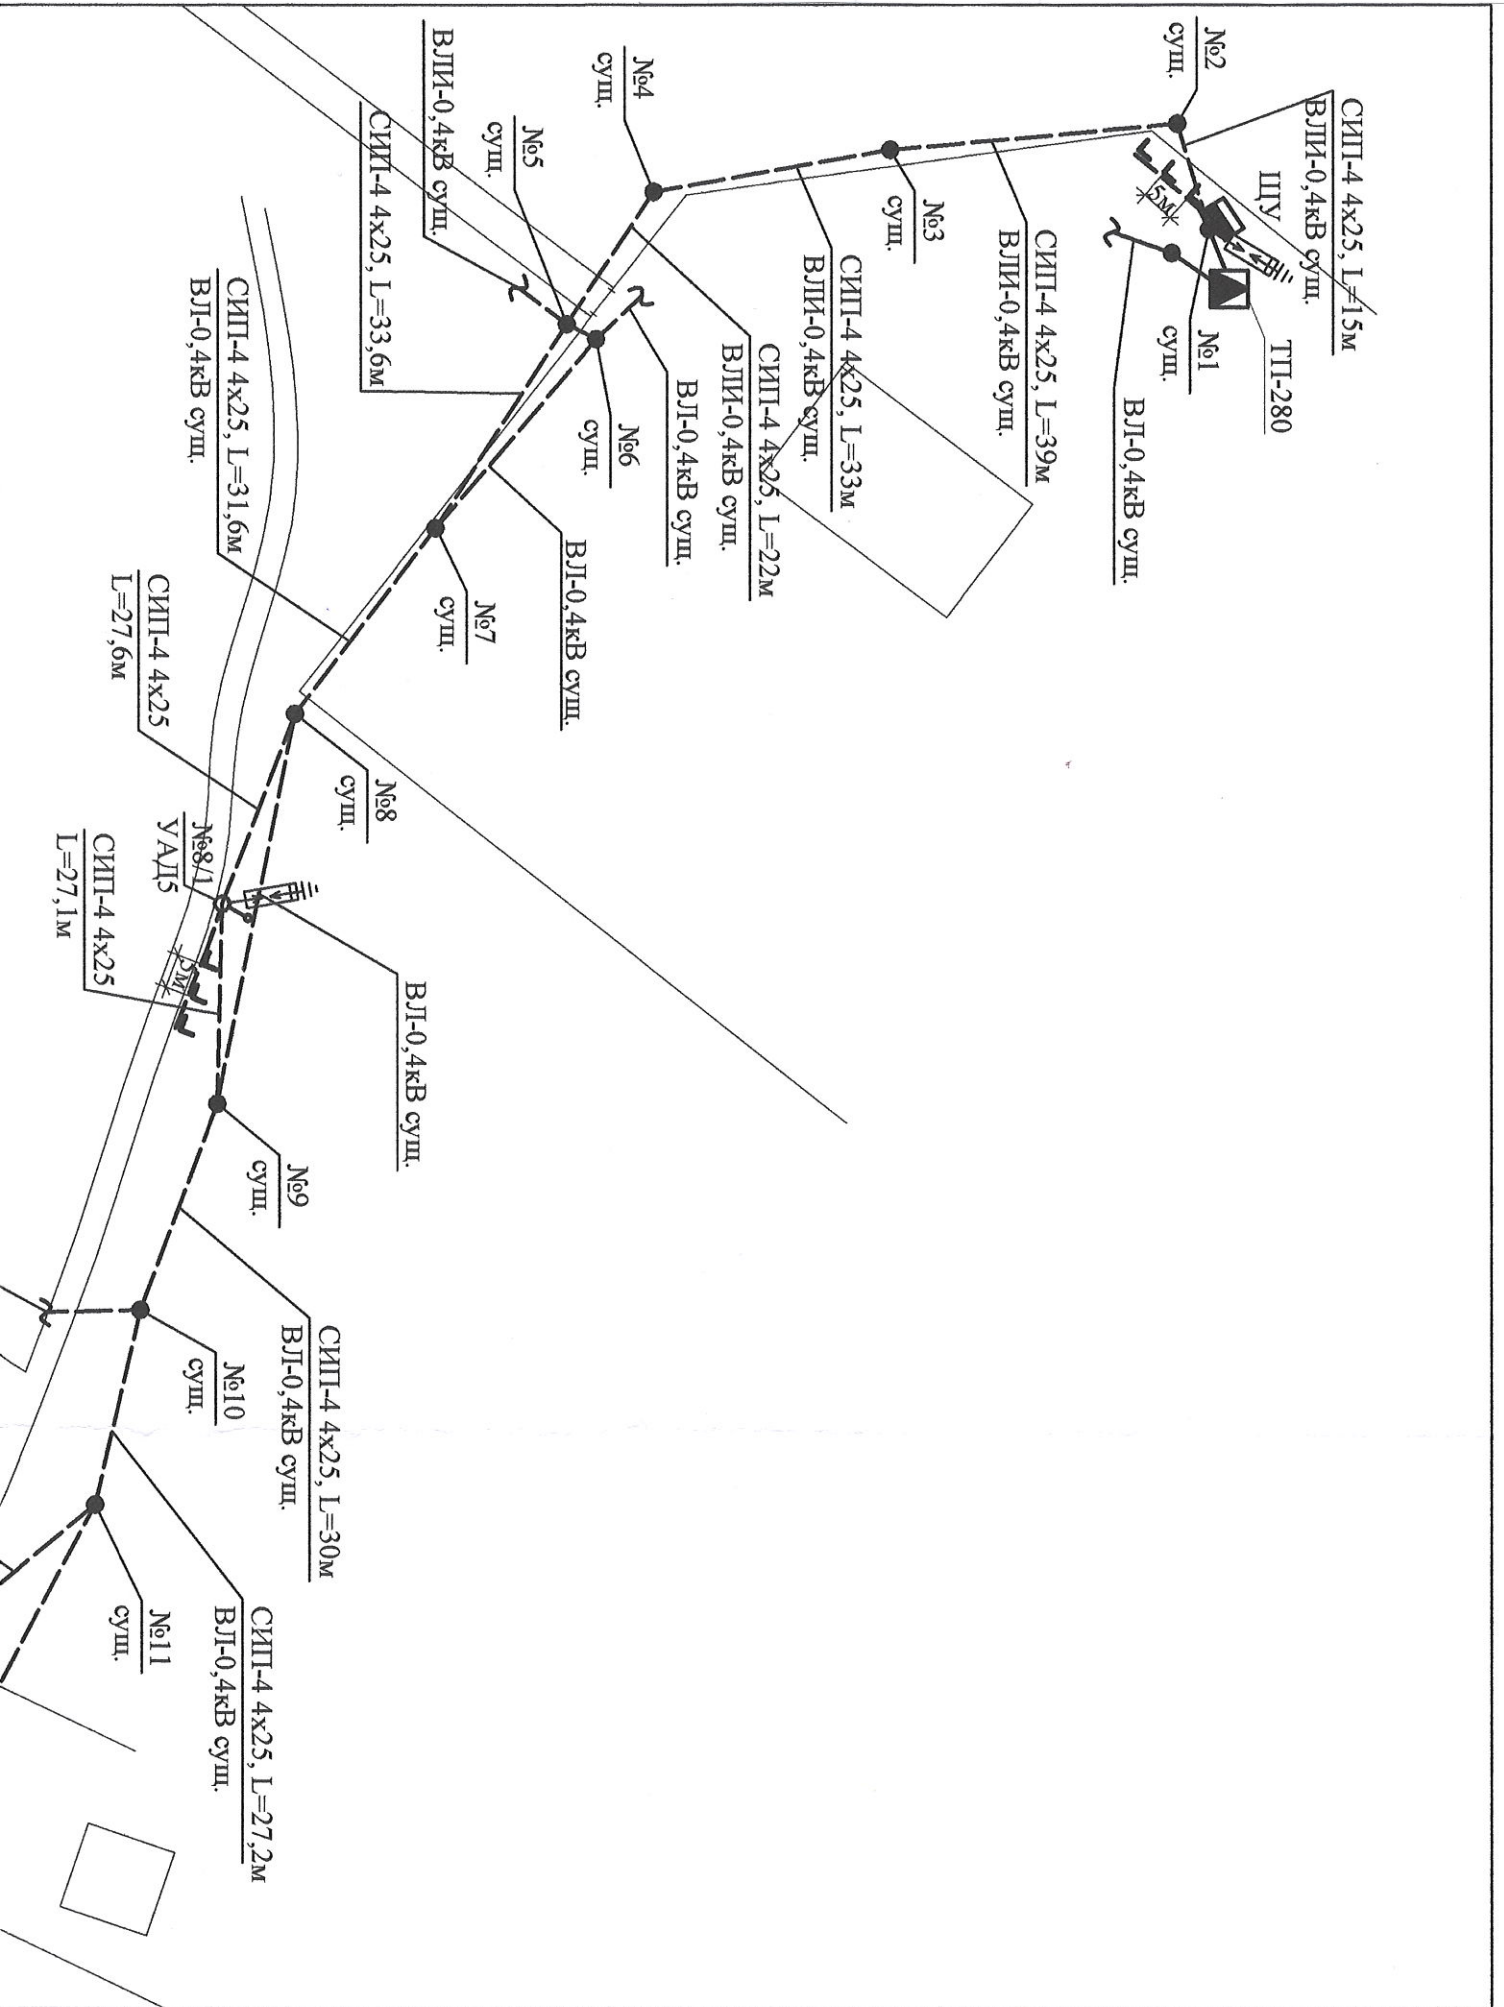 СИП-4 4х25, L=15м
ВЛИ-0,4кВ сущ.
№2
сущ.
ЩУ
5м
ТП-280
№1
сущ.
ВЛ-0,4кВ сущ.
СИП-4 4х25, L=39м
ВЛИ-0,4кВ сущ.
№3
сущ.
СИП-4 4х25, L=33м
ВЛИ-0,4кВ сущ.
№4
сущ.
СИП-4 4х25, L=22м
ВЛИ-0,4кВ сущ.
ВЛ-0,4кВ сущ.
№6
сущ.
№5
сущ.
ВЛИ-0,4кВ сущ.
СИП-4 4х25, L=33,6м
ВЛ-0,4кВ сущ.
№7
сущ.
СИП-4 4х25, L=31,6м
ВЛ-0,4кВ сущ.
№8
сущ.
СИП-4 4х25
L=27,6м
№8/1
УАД5
СИП-4 4х25
L=27,1м
5м
ВЛ-0,4кВ сущ.
№9
сущ.
СИП-4 4х25, L=30м
ВЛ-0,4кВ сущ.
№10
сущ.
СИП-4 4х25, L=27,2м
ВЛ-0,4кВ сущ.
№11
сущ.